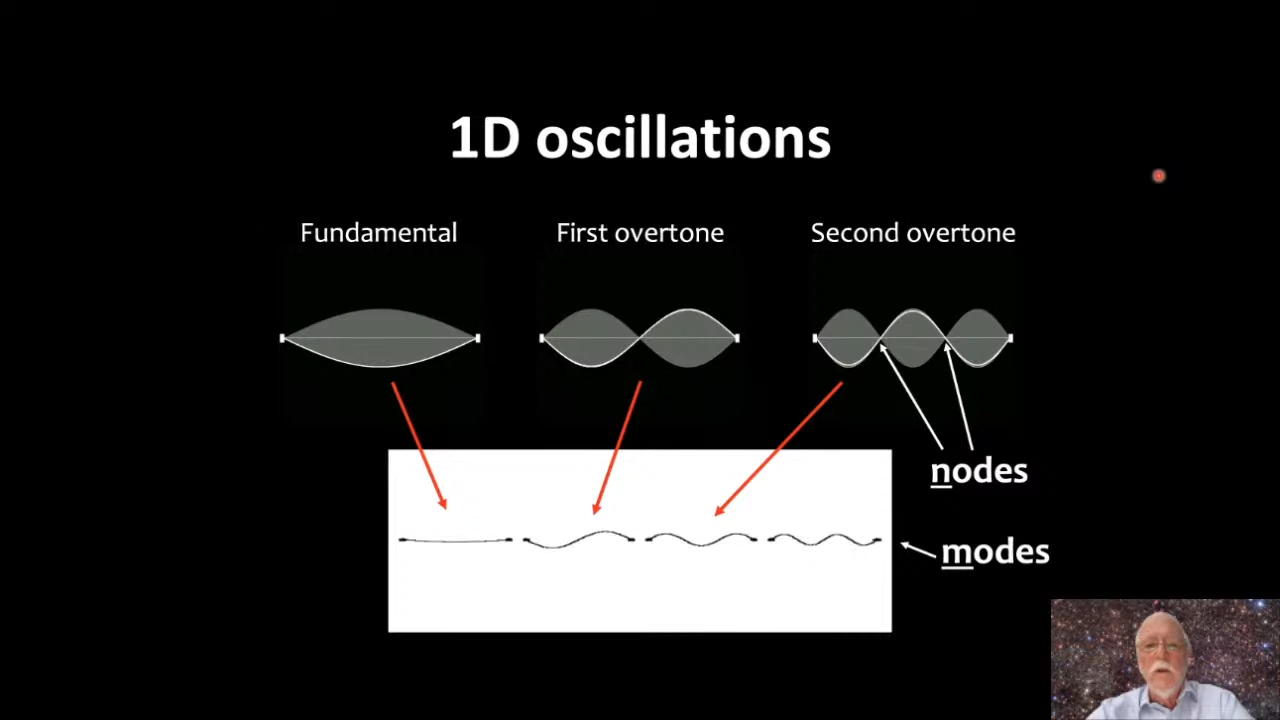 1D oscillations
Fundamental
First overtone
Second overtone
nodes
modes